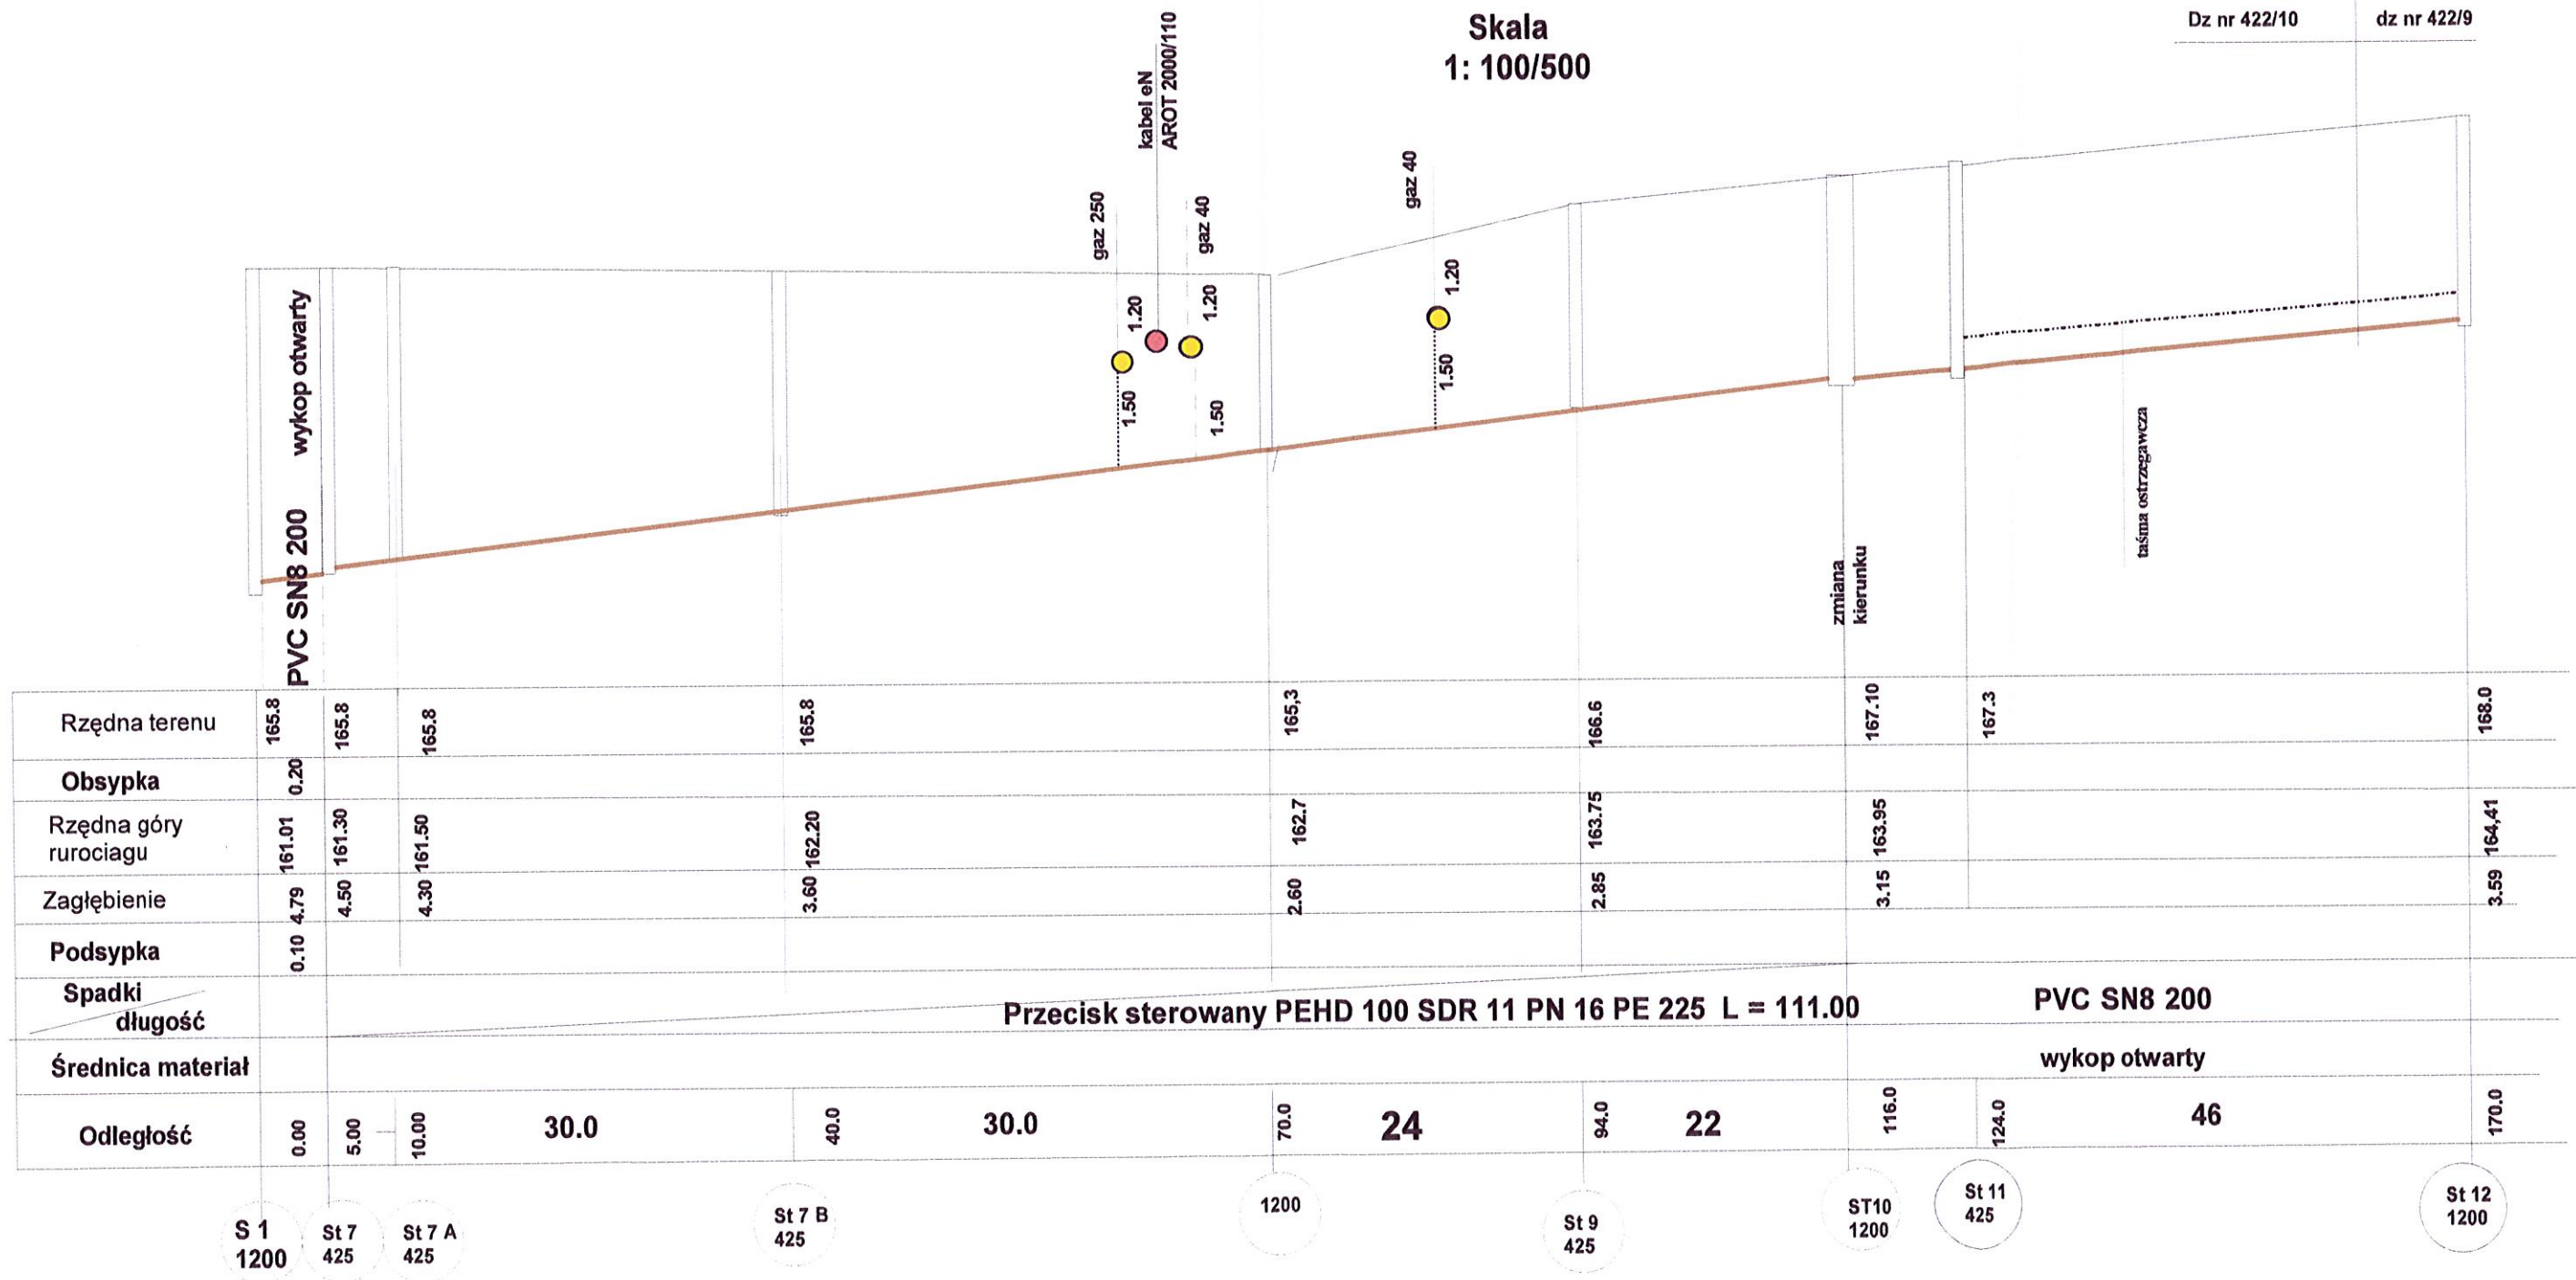 Skala
1: 100/500
Dz nr 422/10
dz nr 422/9
kabel eN
AROT 2000/110
gaz 250
gaz 40
gaz 40
1.20
1.20
1.20
1.50
1.50
1.50
PVC SN8 200 wykop otwarty
zmiana
kierunku
taśma ostrzegawcza
Rzędna terenu 165.8 165.8 165.8 165.8 165,3 166.6 167.10 167.3 168.0
Obsypka 0.20
Rzędna góry
rurociagu 161.01 161.30 161.50 162.20 162.7 163.75 163.95 164,41
Zagłębienie 4.79 4.50 4.30 3.60 2.60 2.85 3.15 3.59
Podsypka 0.10
Spadki
długość
Przecisk sterowany PEHD 100 SDR 11 PN 16 PE 225 L = 111.00
PVC SN8 200
Średnica materiał
wykop otwarty
Odległość 0.00 5.00 10.00 30.0 40.0 30.0 70.0 24 94.0 22 116.0 124.0 46 170.0
S 1
1200
St 7
425
St 7 A
425
St 7 B
425
1200
St 9
425
ST10
1200
St 11
425
St 12
1200